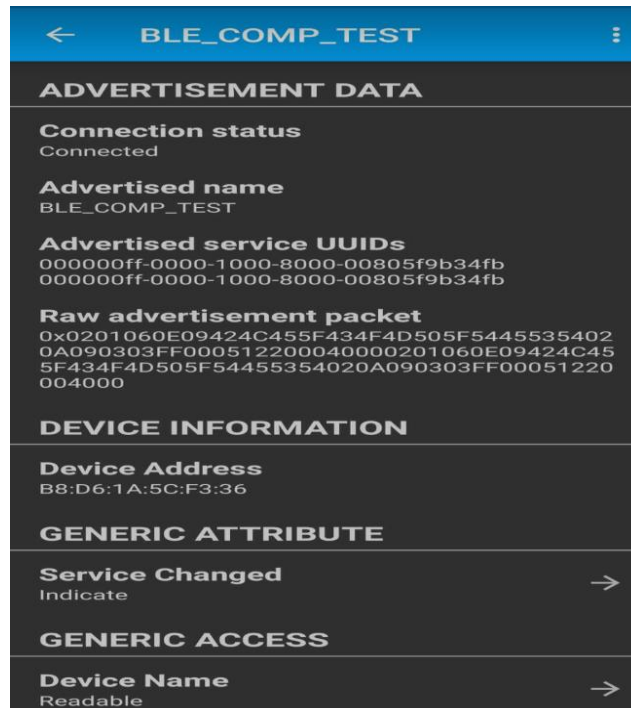 BLE_COMP_TEST
ADVERTISEMENT DATA
Connection status
Connected
Advertised name
BLE_COMP_TEST
Advertised service UUIDs
000000ff-0000-1000-8000-00805f9b34fb
000000ff-0000-1000-8000-00805f9b34fb
Raw advertisement packet
0x0201060E09424C455F434F4D505F5445535402
0A090303FF000512200040000201060E09424C45
5F434F4D505F54455354020A090303FF00051220
004000
DEVICE INFORMATION
Device Address
B8:D6:1A:5C:F3:36
GENERIC ATTRIBUTE
Service Changed
Indicate
GENERIC ACCESS
Device Name
Readable